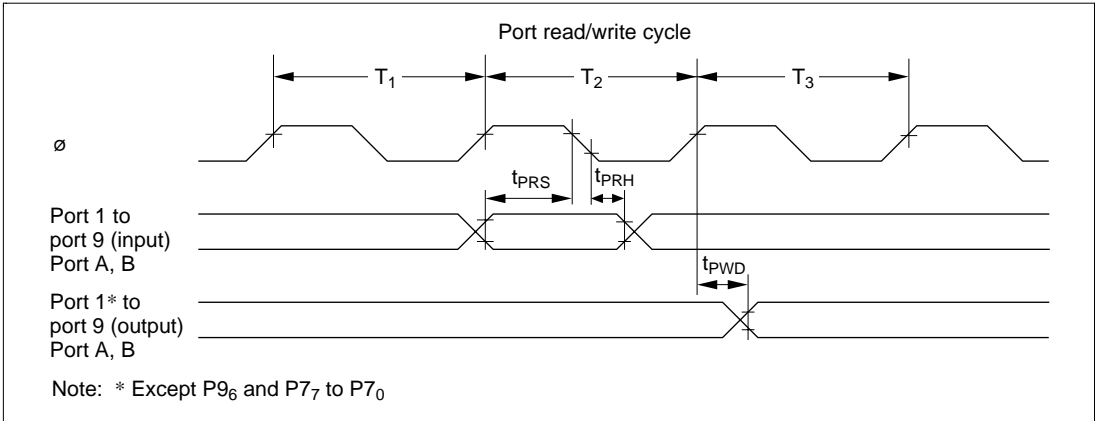 Port read/write cycle
T₁ T₂ T₃
ø
tPRS tPRH
Port 1 to
port 9 (input)
Port A, B
tPWD
Port 1* to
port 9 (output)
Port A, B
Note: * Except P9₆ and P7₇ to P7₀